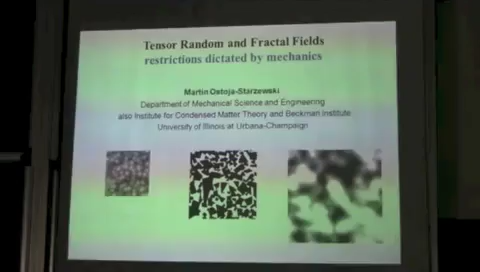 Tensor Random and Fractal Fields
restrictions dictated by mechanics
Martin Ostoja-Starzewski
Department of Mechanical Science and Engineering
also Institute for Condensed Matter Theory and Beckman Institute
University of Illinois at Urbana-Champaign